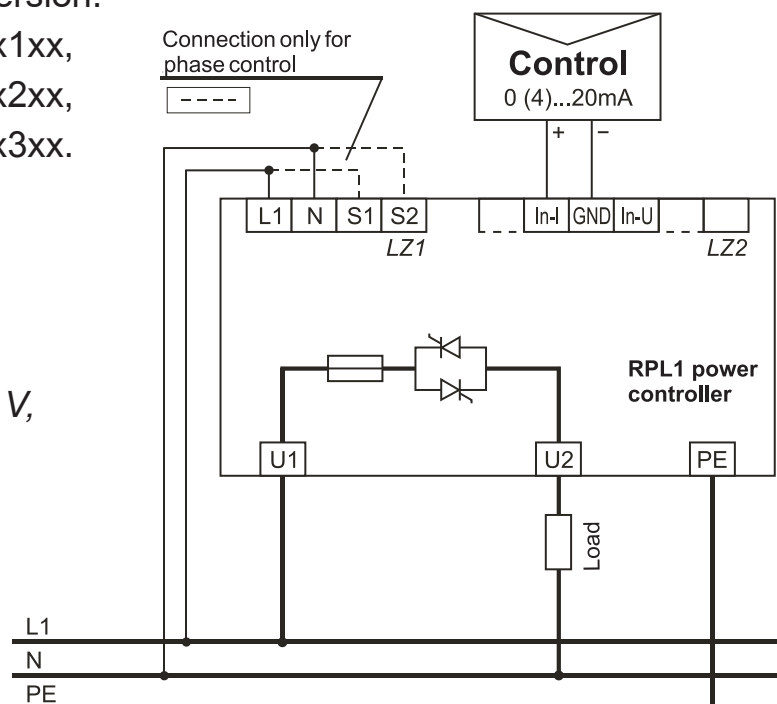 ersion:
x1xx,
x2xx,
x3xx.
V,
Connection only for
phase control
Control
0 (4)...20mA
+ −
L1 N S1 S2
LZ1
In-I GND In-U
LZ2
RPL1 power
controller
U1 U2 PE
Load
L1
N
PE